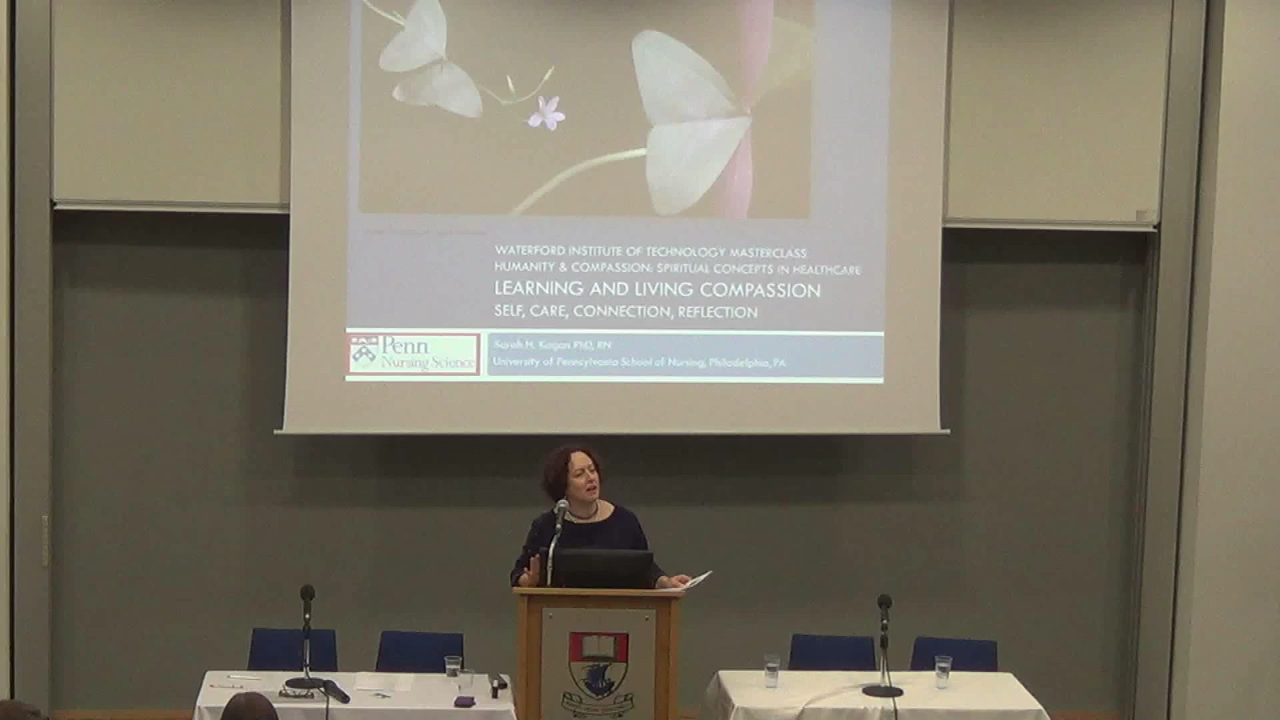 WATERFORD INSTITUTE OF TECHNOLOGY MASTERCLASS
HUMANITY & COMPASSION: SPIRITUAL CONCEPTS IN HEALTHCARE
LEARNING AND LIVING COMPASSION
SELF, CARE, CONNECTION, REFLECTION
Penn
Nursing Science
Sarah H. Kagan PhD, RN
University of Pennsylvania School of Nursing, Philadelphia, PA